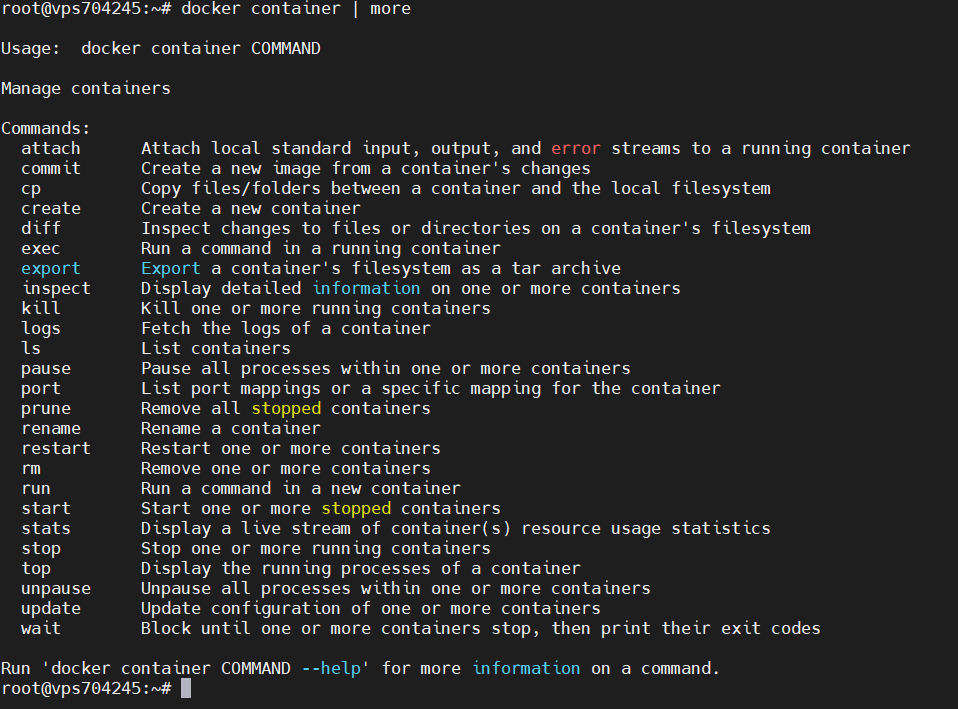 root@vps704245:~# docker container | more
Usage:  docker container COMMAND
Manage containers
Commands:
  attach      Attach local standard input, output, and error streams to a running container
  commit      Create a new image from a container's changes
  cp          Copy files/folders between a container and the local filesystem
  create      Create a new container
  diff        Inspect changes to files or directories on a container's filesystem
  exec        Run a command in a running container
  export      Export a container's filesystem as a tar archive
  inspect     Display detailed information on one or more containers
  kill        Kill one or more running containers
  logs        Fetch the logs of a container
  ls          List containers
  pause       Pause all processes within one or more containers
  port        List port mappings or a specific mapping for the container
  prune       Remove all stopped containers
  rename      Rename a container
  restart     Restart one or more containers
  rm          Remove one or more containers
  run         Run a command in a new container
  start       Start one or more stopped containers
  stats       Display a live stream of container(s) resource usage statistics
  stop        Stop one or more running containers
  top         Display the running processes of a container
  unpause     Unpause all processes within one or more containers
  update      Update configuration of one or more containers
  wait        Block until one or more containers stop, then print their exit codes
Run 'docker container COMMAND --help' for more information on a command.
root@vps704245:~#